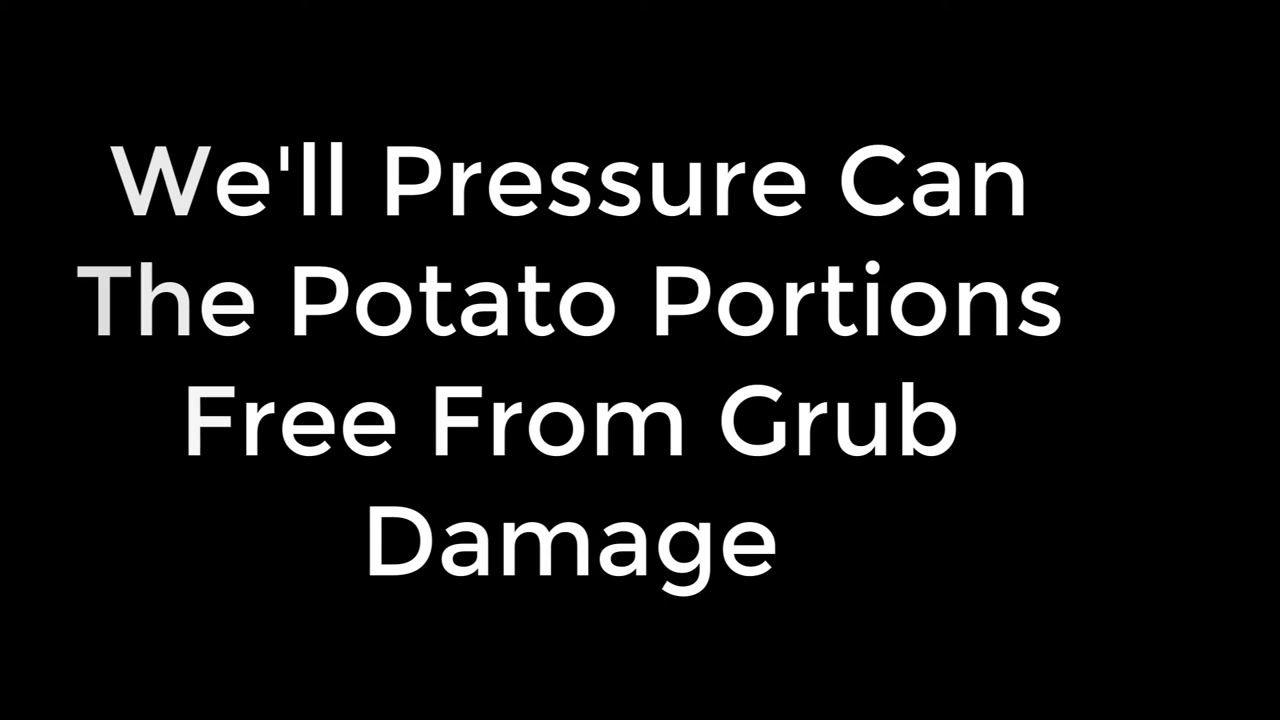 We'll Pressure Can
The Potato Portions
Free From Grub
Damage